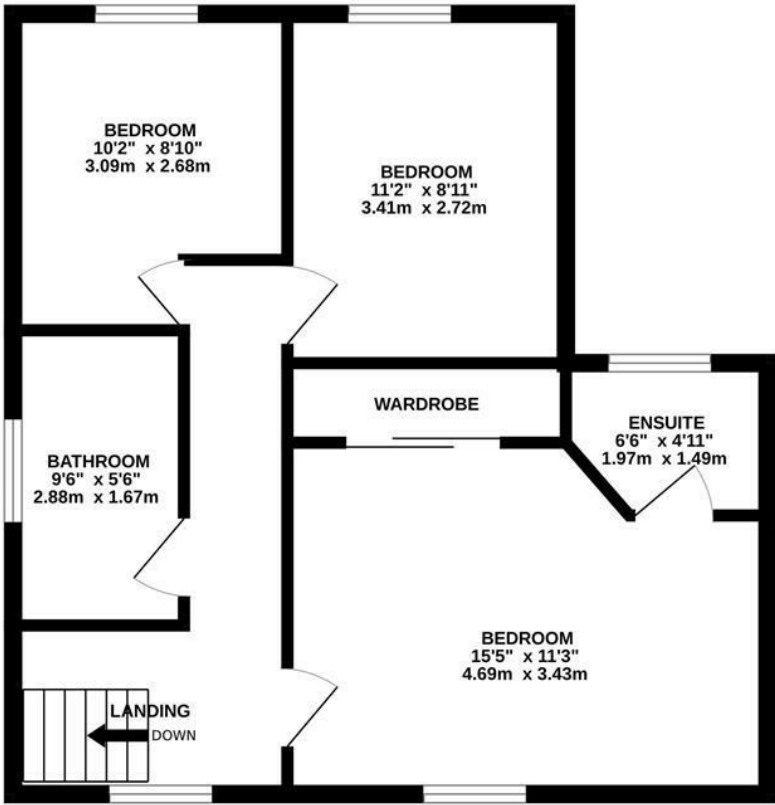 BEDROOM
10'2" x 8'10"
3.09m x 2.68m
BEDROOM
11'2" x 8'11"
3.41m x 2.72m
WARDROBE
ENSUITE
6'6" x 4'11"
1.97m x 1.49m
BATHROOM
9'6" x 5'6"
2.88m x 1.67m
BEDROOM
15'5" x 11'3"
4.69m x 3.43m
LANDING
DOWN